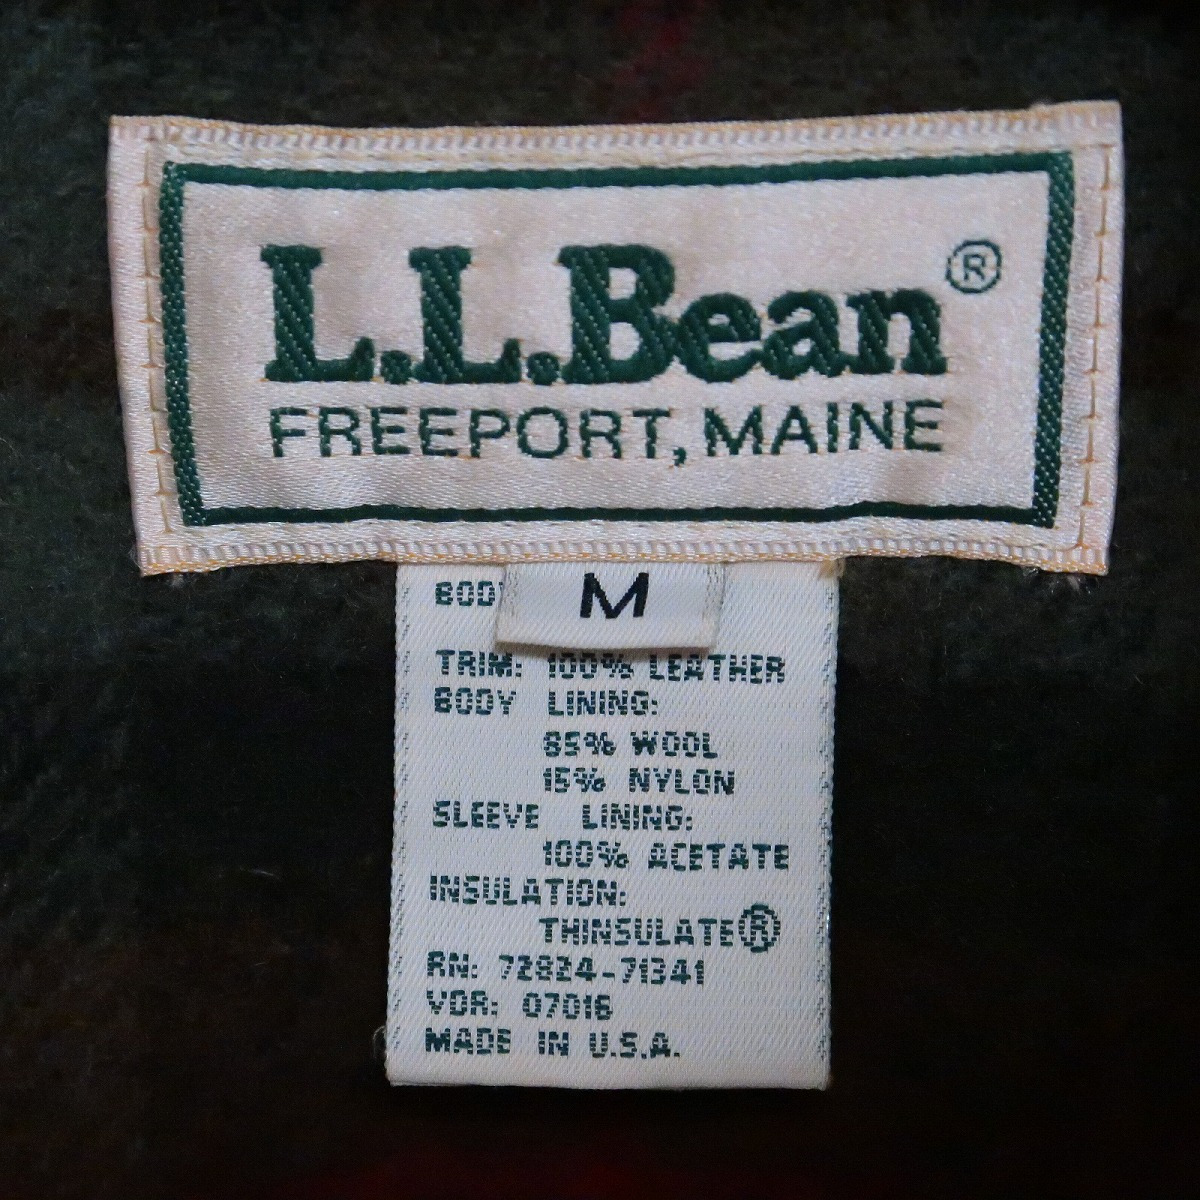 L.L.Bean®
FREEPORT, MAINE
M
TRIM: 100% LEATHER
BODY LINING:
85% WOOL
15% NYLON
SLEEVE LINING:
100% ACETATE
INSULATION:
THINSULATE®
RN: 72824-71341
VDR: 07016
MADE IN U.S.A.